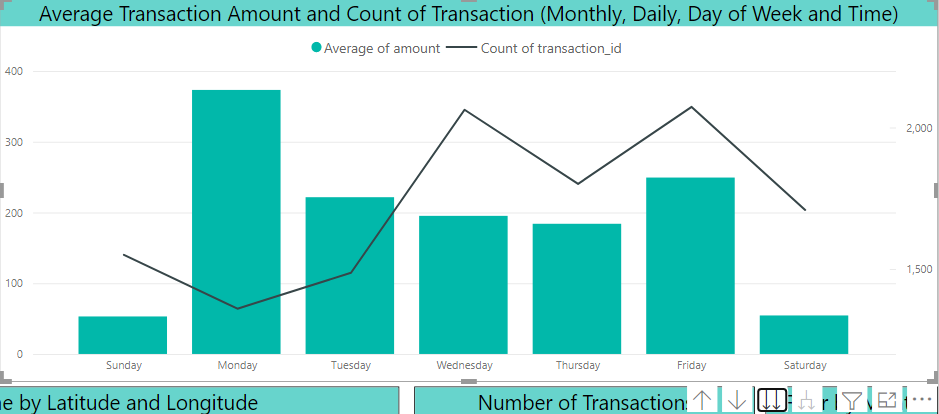 Average Transaction Amount and Count of Transaction (Monthly, Daily, Day of Week and Time)
Average of amount Count of transaction_id
400
300
200
100
0
2,000
1,500
Sunday Monday Tuesday Wednesday Thursday Friday Saturday
by Latitude and Longitude
Number of Transaction